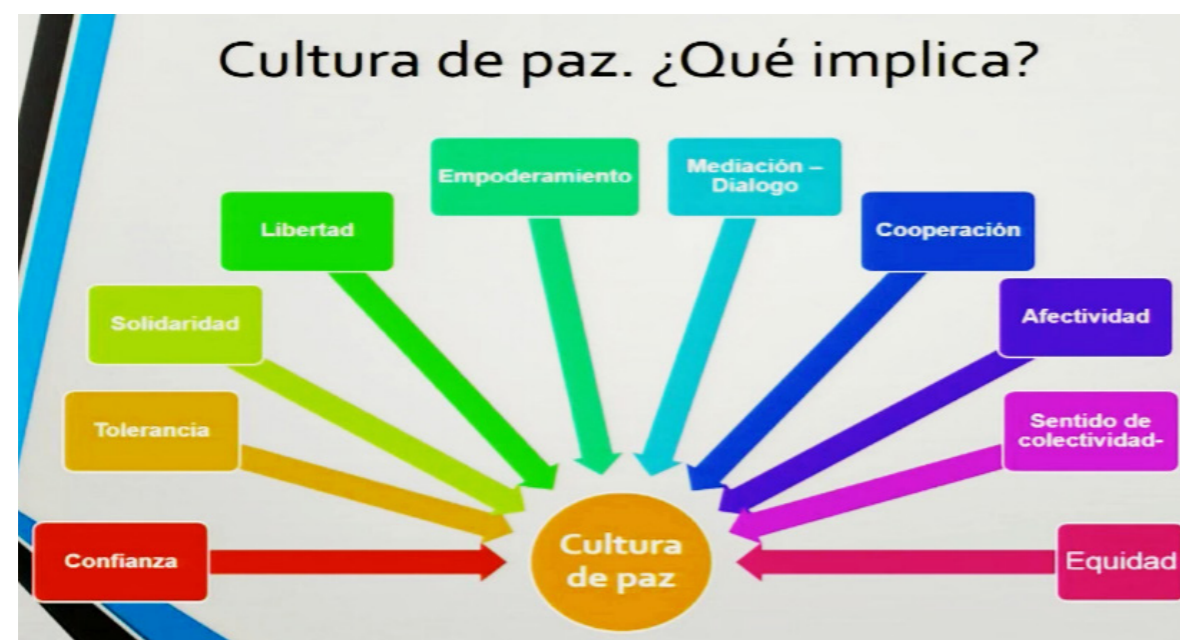 Cultura de paz. ¿Qué implica?
Empoderamiento
Mediación –
Dialogo
Libertad
Cooperación
Solidaridad
Afectividad
Tolerancia
Sentido de
colectividad-
Confianza
Cultura
de paz
Equidad